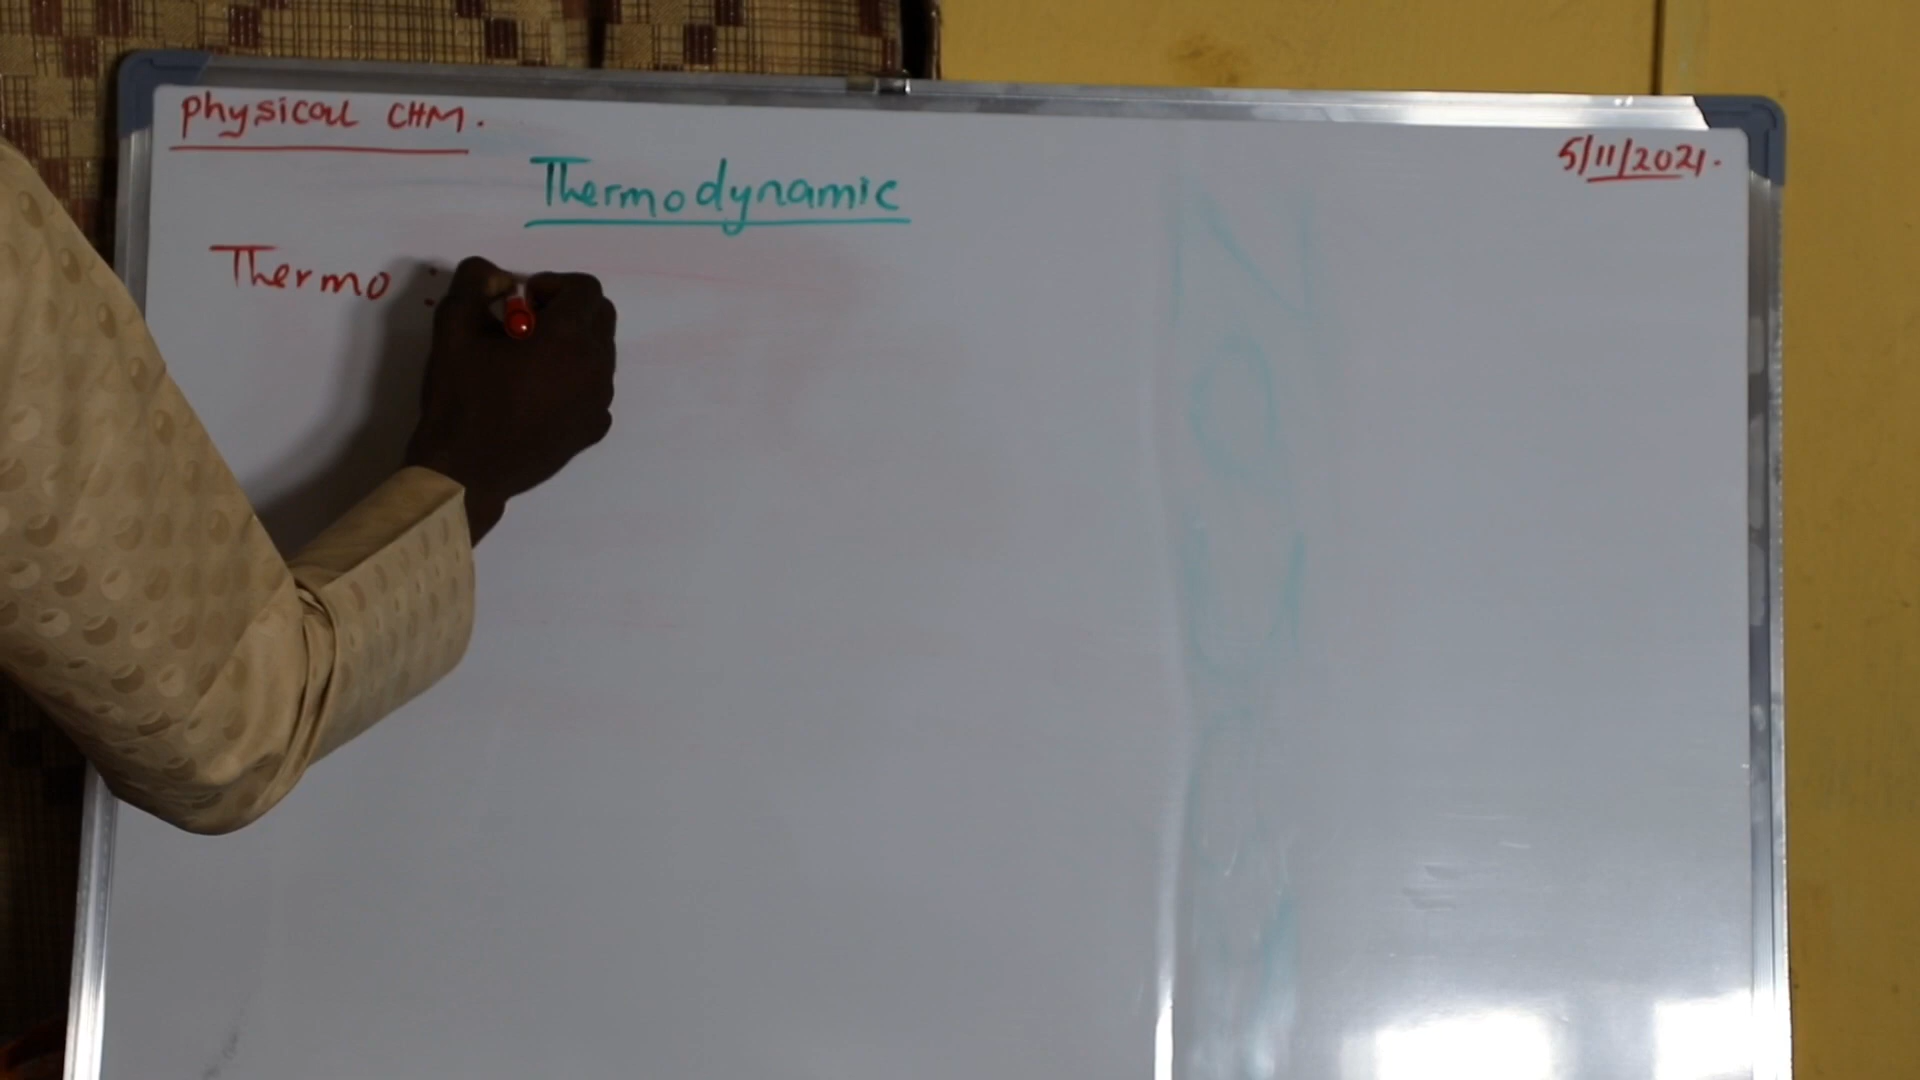 physical CHM.
5/11/2021.
Thermodynamic
Thermo :